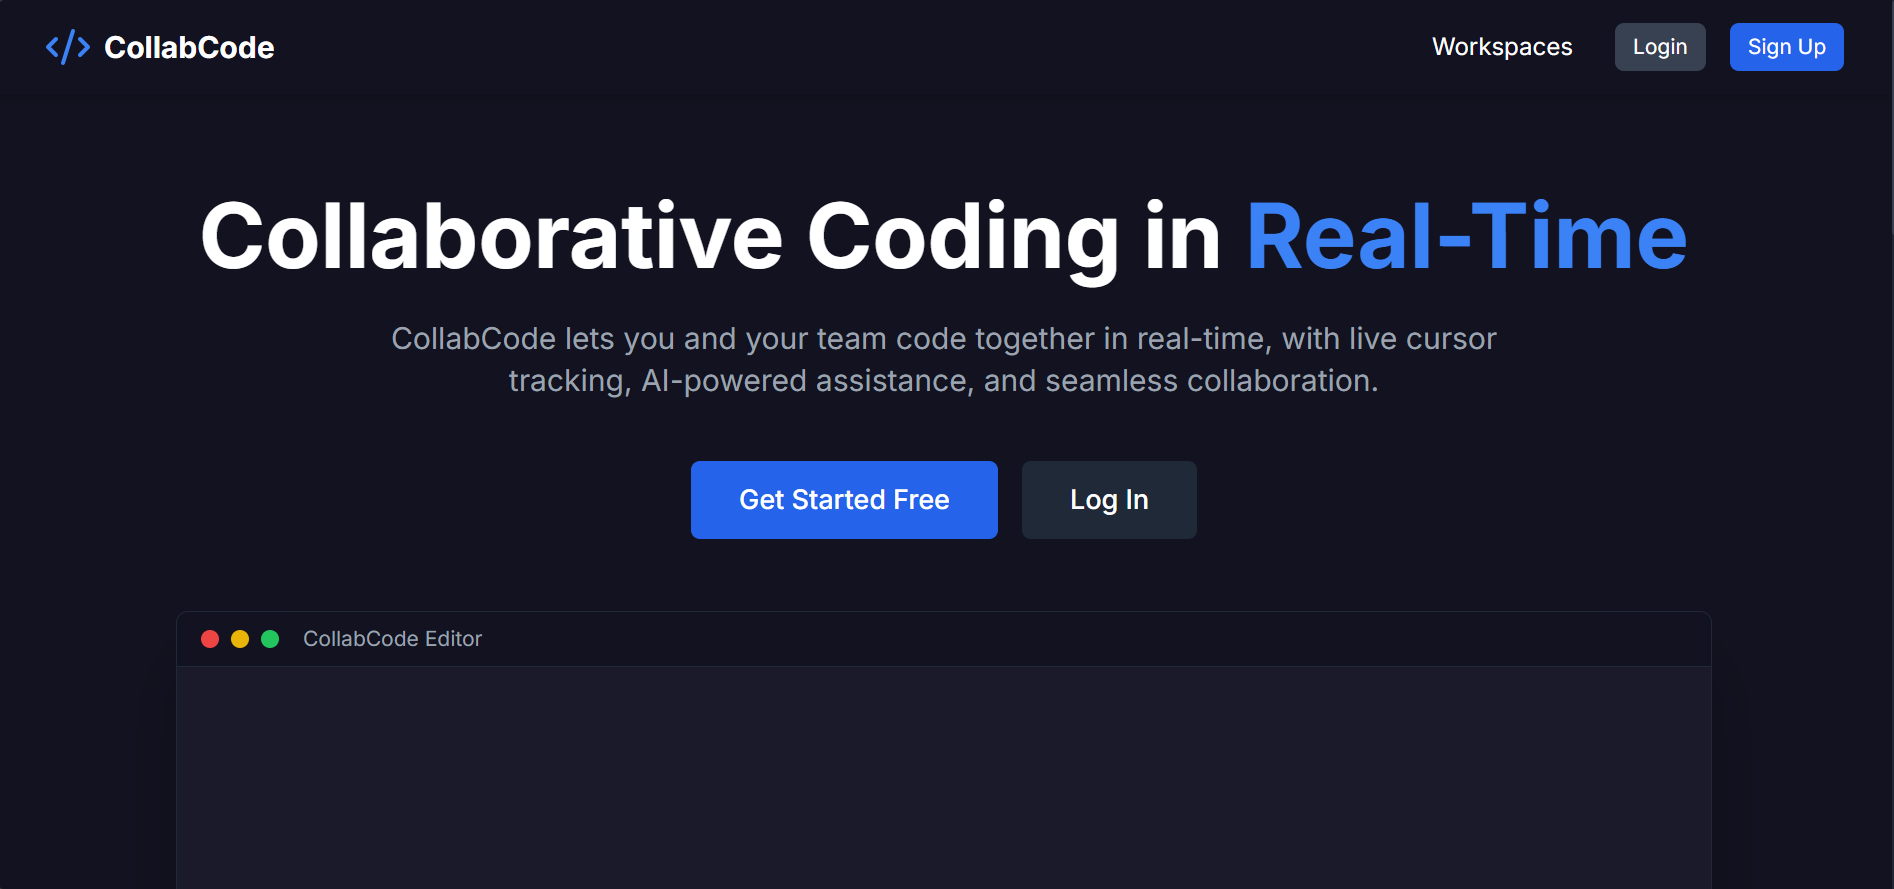 CollabCode
Workspaces
Login
Sign Up
Collaborative Coding in Real-Time
CollabCode lets you and your team code together in real-time, with live cursor
tracking, AI-powered assistance, and seamless collaboration.
Get Started Free
Log In
CollabCode Editor